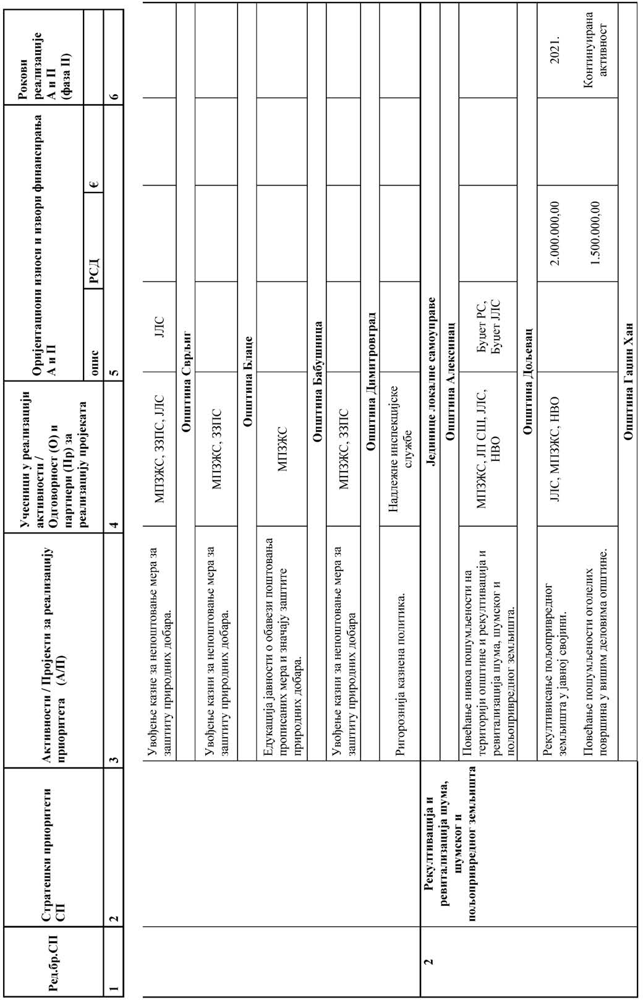 Ред.бр.СП
Стратешки приоритети
СП
Активности / Пројекти за реализацију
приоритета (А/П)
Учесници у реализацији
активности /
Одговорност (О) и
партнери (Пр) за
реализацију пројеката
Оријентациони износи и извори финансирања
А и П
Рокови
реализације
А и П
(фаза II)
опис
РСД
€
1
2
3
4
5
6
Увођење казне за непоштовање мера за
заштиту природних добара.
МПЗЖС, ЗЗПС, ЈЛС
ЈЛС
Општина Сврљиг
Увођење казни за непоштовање мера за
заштиту природних добара.
МПЗЖС, ЗЗПС
Општина Блаце
Едукација јавности о обавези поштовања
прописаних мера и значају заштите
природних добара.
МПЗЖС
Општина Бабушница
Увођење казни за непоштовање мера за
заштиту природних добара
МПЗЖС, ЗЗПС
Општина Димитровград
Ригорознија казнена политика.
Надлежне инспекцијске
службе
2
Рекултивација и
ревитализација шума,
шумског и
пољопривредног земљишта
Јединице локалне самоуправе
Општина Алексинац
Повећање нивоа пошумљености на
територији општине и рекултивација и
ревитализација шума, шумског и
пољопривредног земљишта.
МПЗЖС, ЈП СШ, ЈЛС,
НВО
Буџет РС,
Буџет ЈЛС
Општина Дољевац
Рекултивисање пољопривредног
земљишта у јавној својини.
ЈЛС, МПЗЖС, НВО
2.000.000,00
2021.
Повећање пошумљености оголелих
површина у вишим деловима општине.
1.500.000,00
Континуирана
активност
Општина Гаџин Хан